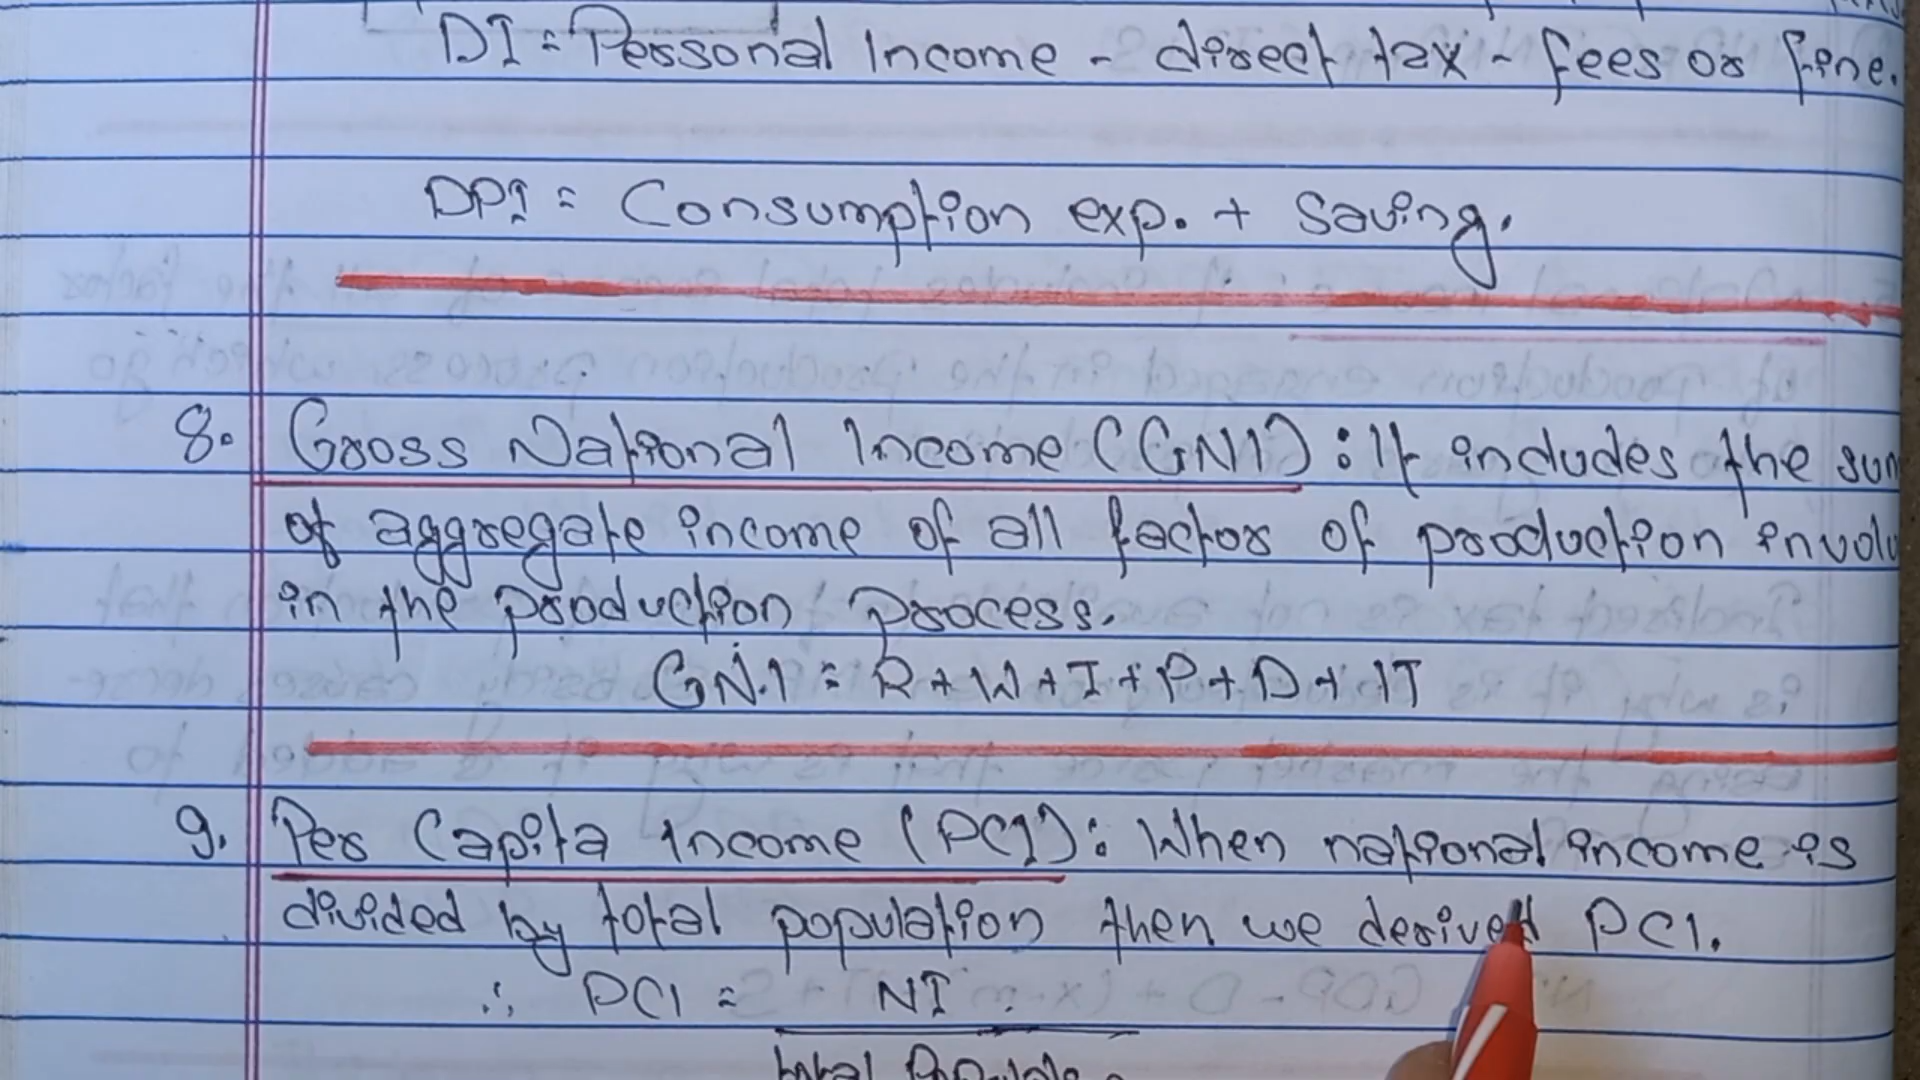 DI = Personal Income - direct tax - fees or fine.
DPI = Consumption exp. + Saving.
8. Gross National Income (GNI) : It includes the sum
of aggregate income of all factor of production involv
in the production process.
G.N.I = R + W + I + P + D + IT
9. Per Capita Income (PCI) : When national income is
divided by total population then we derived PCI.
∴ PCI = NI
total